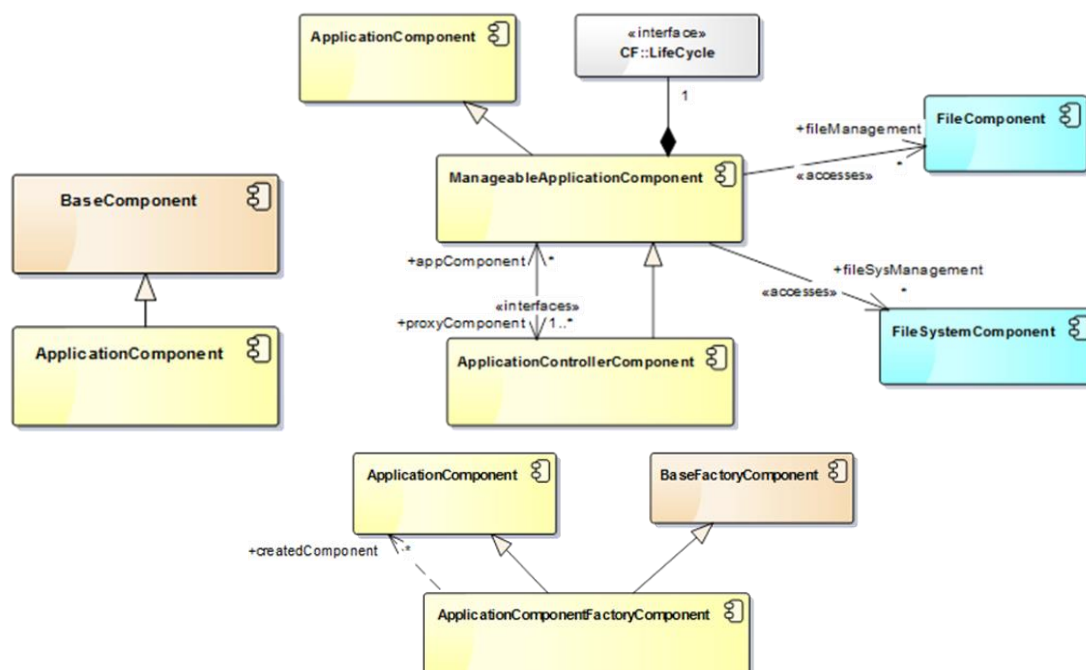 ApplicationComponent
«interface»
CF::LifeCycle
1
FileComponent
+fileManagement
*
«accesses»
ManageableApplicationComponent
BaseComponent
+appComponent
*
+fileSysManagement
*
«accesses»
«interfaces»
+proxyComponent
1..*
FileSystemComponent
ApplicationComponent
ApplicationControllerComponent
ApplicationComponent
BaseFactoryComponent
+createdComponent
*
ApplicationComponentFactoryComponent